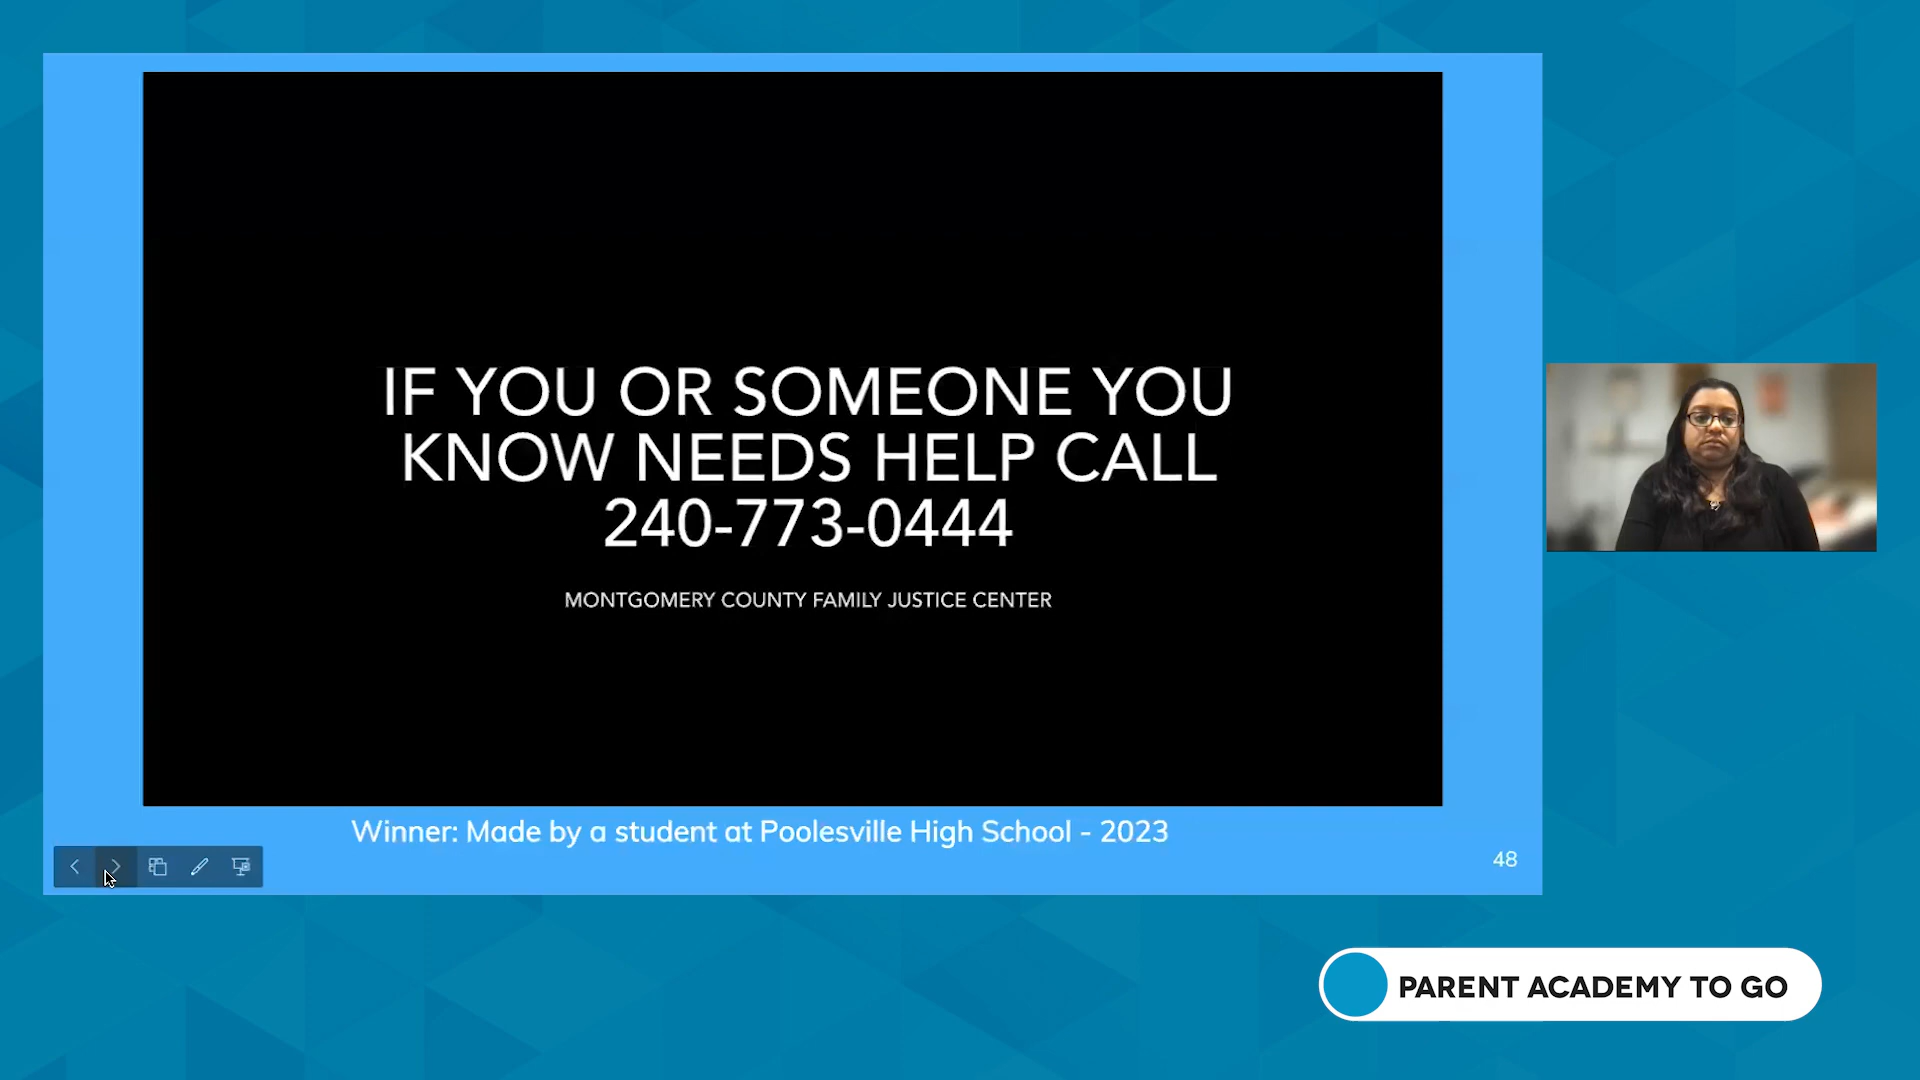 IF YOU OR SOMEONE YOU
KNOW NEEDS HELP CALL
240-773-0444
MONTGOMERY COUNTY FAMILY JUSTICE CENTER
Winner: Made by a student at Poolesville High School - 2023
48
PARENT ACADEMY TO GO